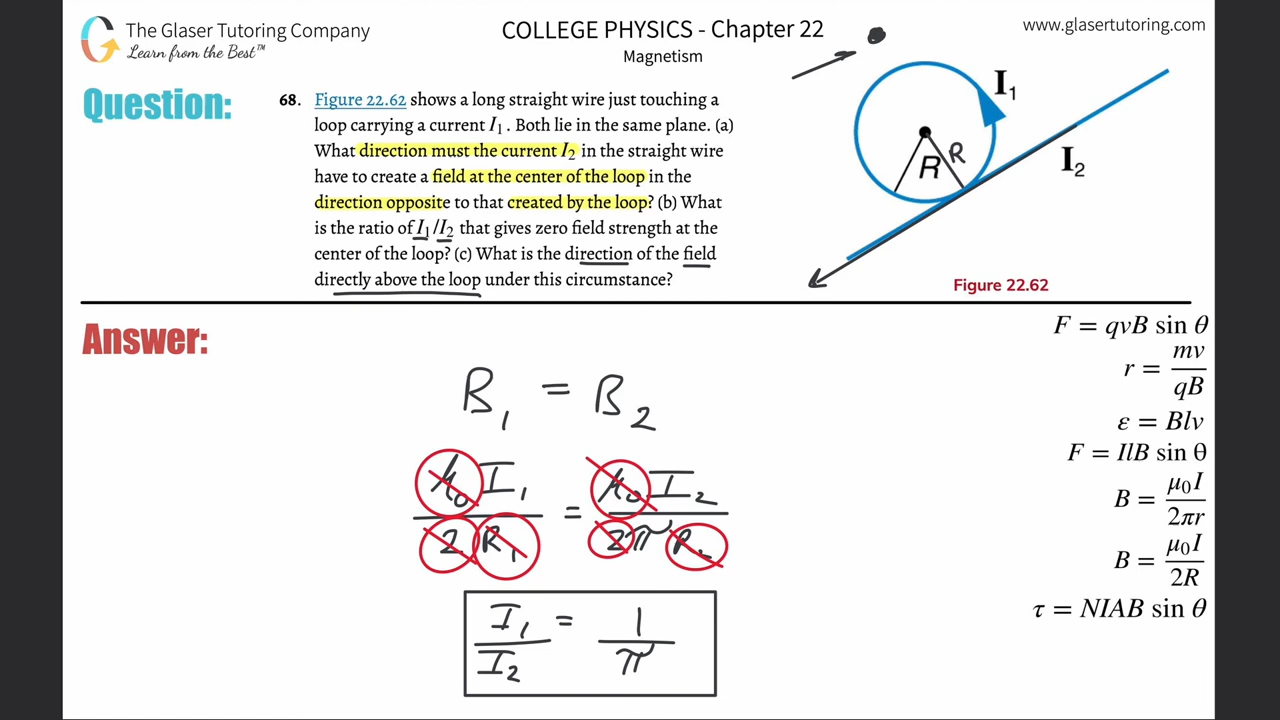 The Glaser Tutoring Company
Learn from the Best™
COLLEGE PHYSICS - Chapter 22
Magnetism
www.glasertutoring.com
Question:
68. Figure 22.62 shows a long straight wire just touching a
loop carrying a current I₁. Both lie in the same plane. (a)
What direction must the current I₂ in the straight wire
have to create a field at the center of the loop in the
direction opposite to that created by the loop? (b) What
is the ratio of I₁/I₂ that gives zero field strength at the
center of the loop? (c) What is the direction of the field
directly above the loop under this circumstance?
I₁
R R
I₂
Figure 22.62
Answer:
B₁ = B₂
μ₀I₁ / 2R₁ = μ₀I₂ / 2πR₂
I₁ / I₂ = 1 / π
F = qvB sin θ
r = mv / qB
ε = Blv
F = IlB sin θ
B = μ₀I / 2πr
B = μ₀I / 2R
τ = NIAB sin θ